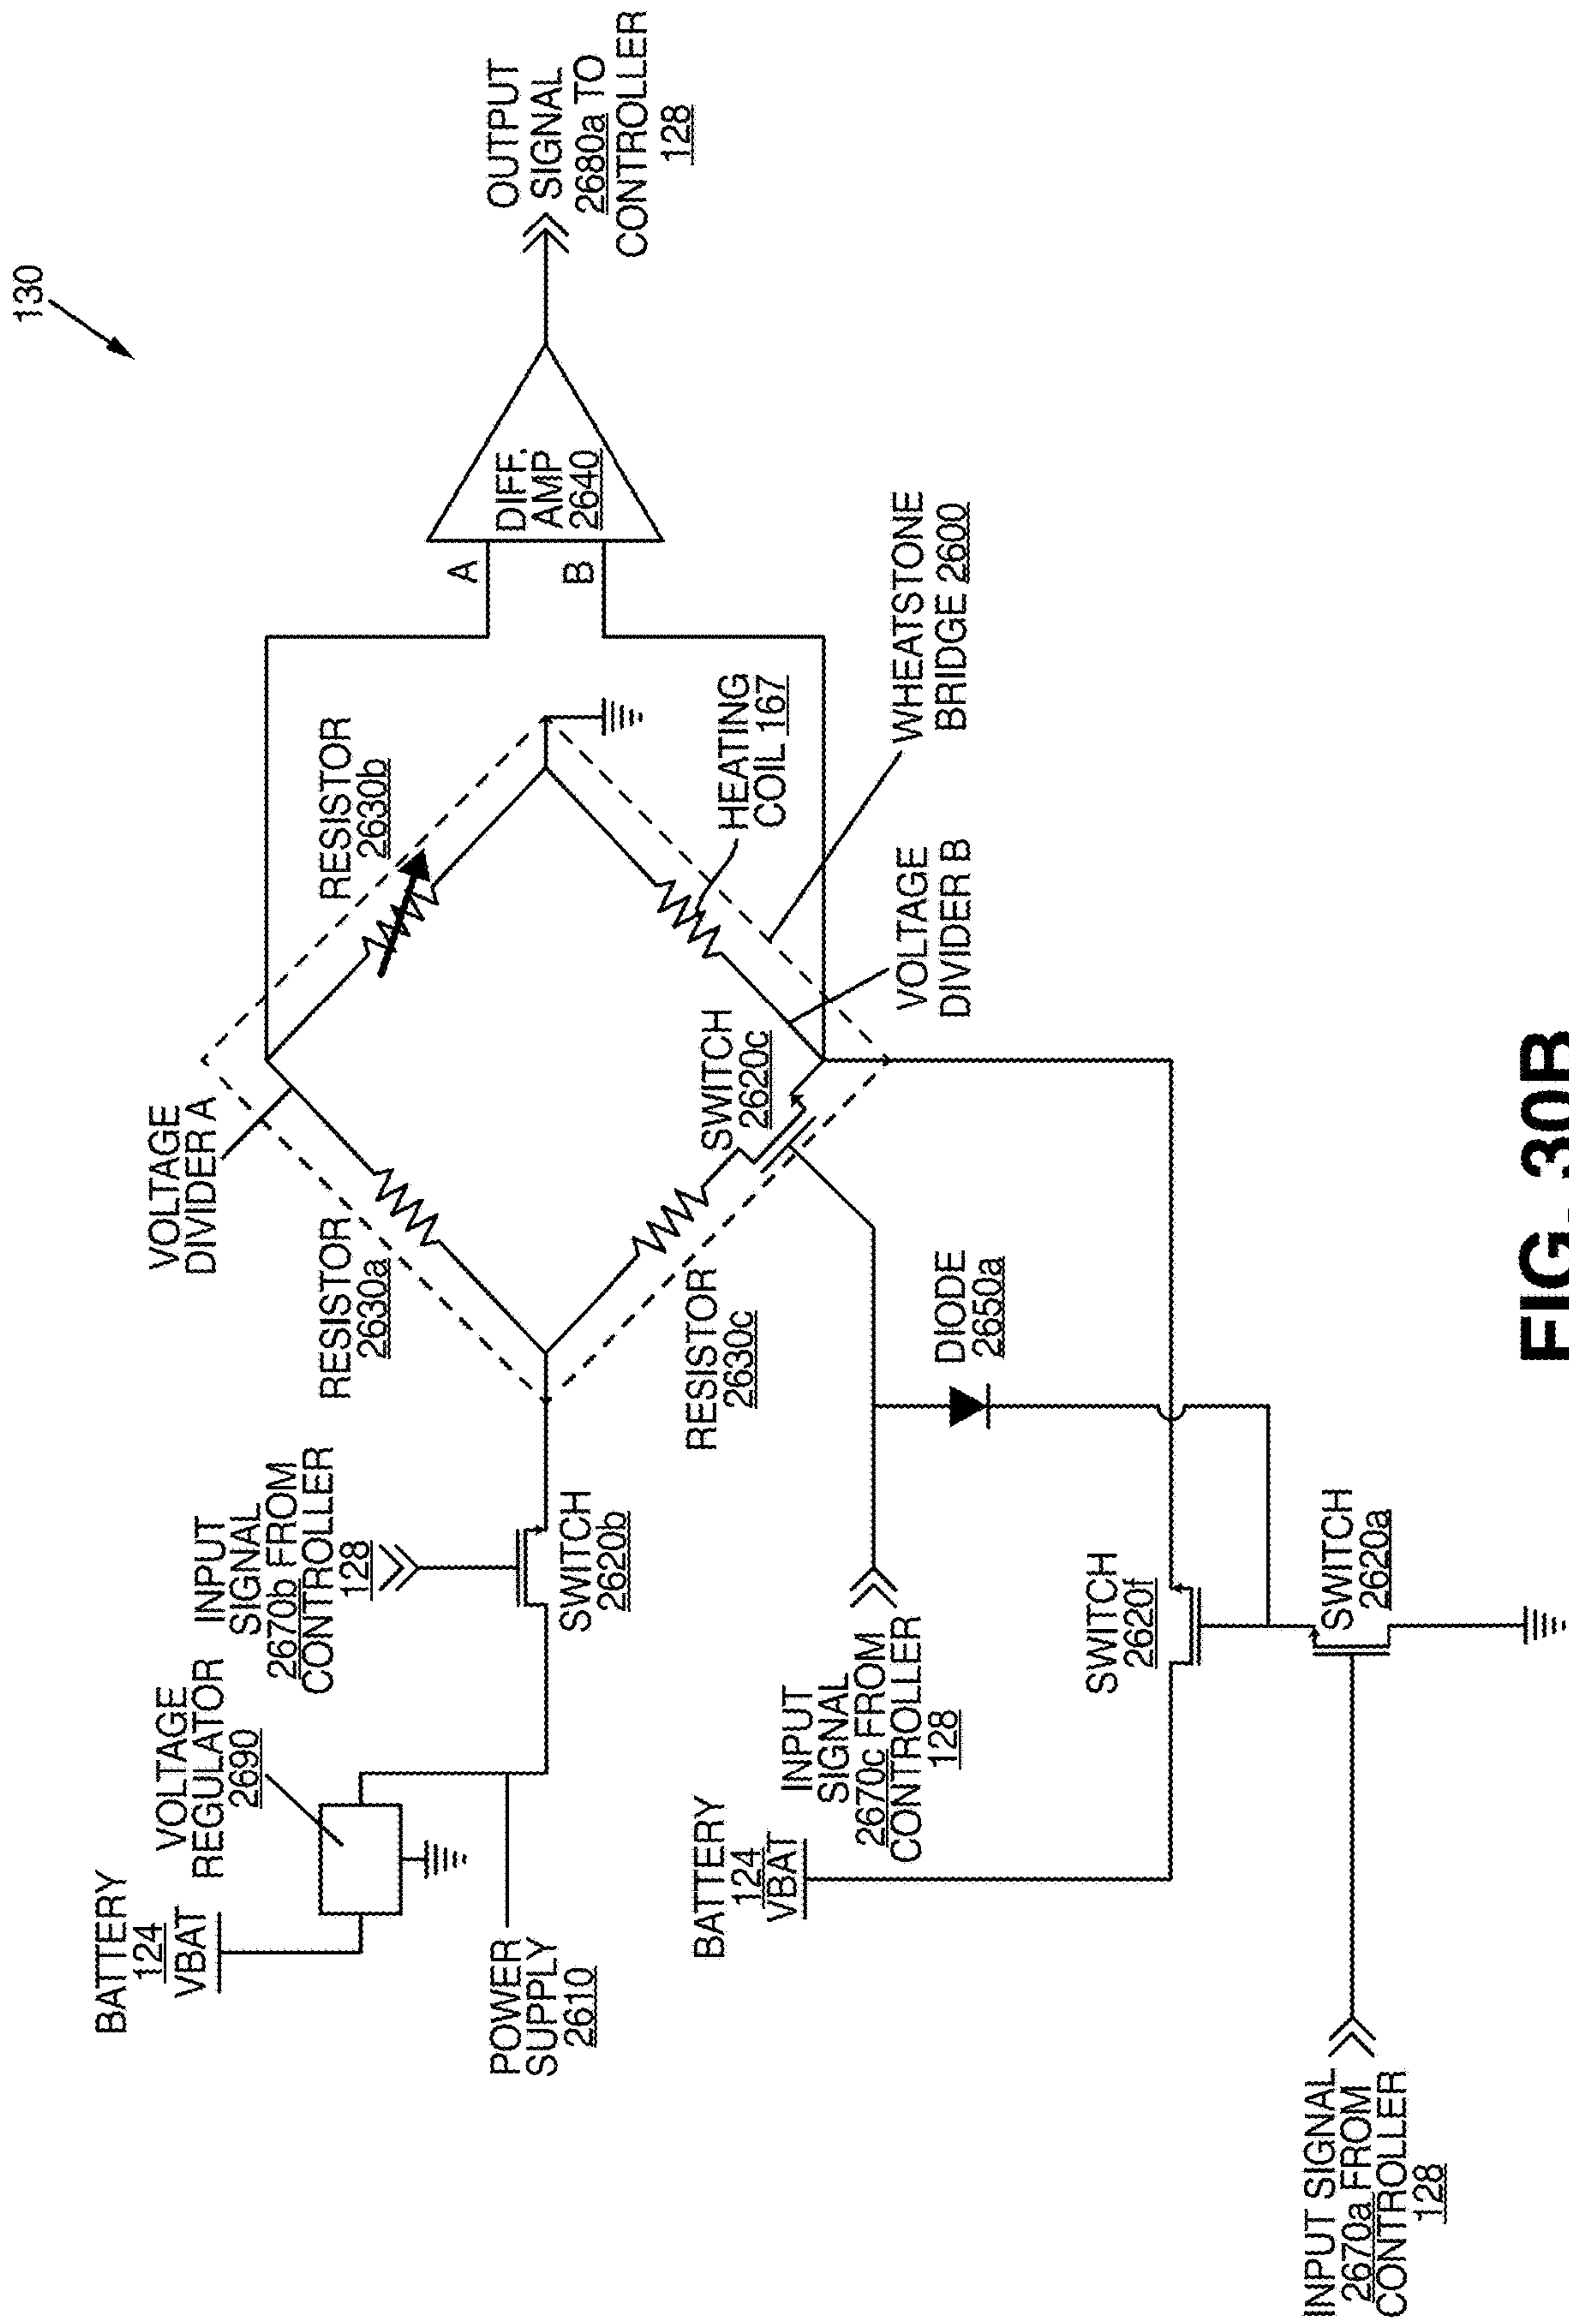 130
OUTPUT
SIGNAL
2680a TO
CONTROLLER
128
DIFF.
AMP
2640
A
B
RESISTOR
2630b
HEATING
COIL 167
WHEATSTONE
BRIDGE 2600
VOLTAGE
DIVIDER A
VOLTAGE
DIVIDER B
SWITCH
2620c
RESISTOR
2630a
RESISTOR
2630c
DIODE
2650a
INPUT
SIGNAL
2670b FROM
CONTROLLER
128
SWITCH
2620b
VOLTAGE
REGULATOR
2690
BATTERY
124
VBAT
POWER
SUPPLY
2610
INPUT
SIGNAL
2670c FROM
CONTROLLER
128
BATTERY
124
VBAT
SWITCH
2620f
SWITCH
2620a
INPUT SIGNAL
2670a FROM
CONTROLLER
128
FIG. 30B